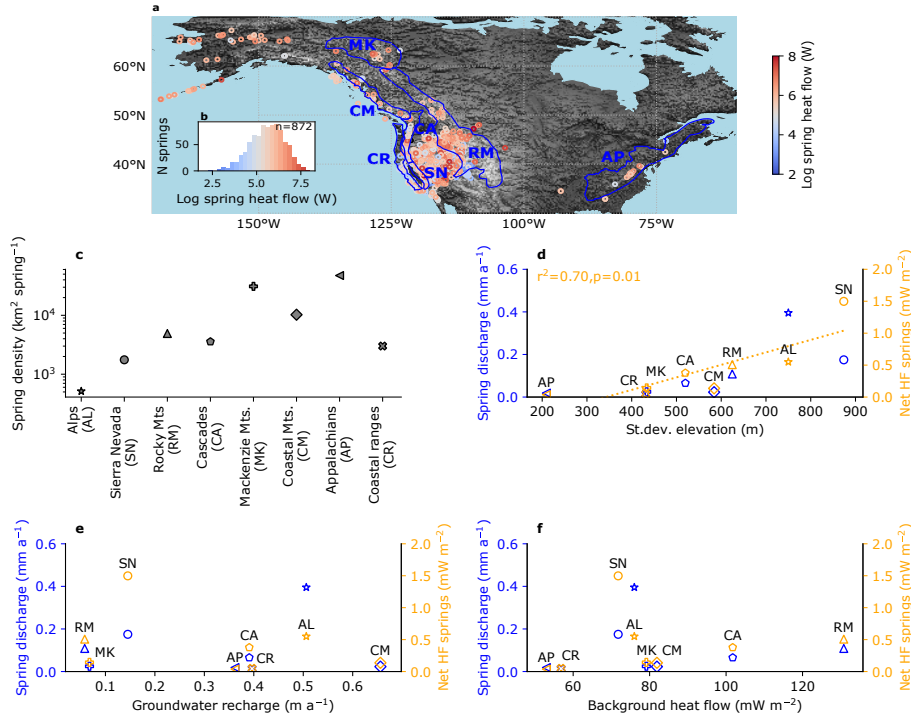 a
60°N
50°N
40°N
150°W
125°W
100°W
75°W
MK
CM
CA
CR
SN
RM
AP
8
6
4
2
Log spring heat flow (W)
b
n=872
N springs
50
0
2.5
5.0
7.5
Log spring heat flow (W)
c
Spring density (km² spring⁻¹)
10⁴
10³
Alps
(AL)
Sierra Nevada
(SN)
Rocky Mts
(RM)
Cascades
(CA)
Mackenzie Mts.
(MK)
Coastal Mts.
(CM)
Appalachians
(AP)
Coastal ranges
(CR)
d
r²=0.70,p=0.01
Spring discharge (mm a⁻¹)
0.6
0.4
0.2
0.0
AP
CR
MK
CA
CM
RM
AL
SN
200
300
400
500
600
700
800
900
St.dev. elevation (m)
2.0
1.5
1.0
0.5
0.0
Net HF springs (mW m⁻²)
e
Spring discharge (mm a⁻¹)
0.6
0.4
0.2
0.0
RM
MK
SN
AP
CA
CR
AL
CM
0.1
0.2
0.3
0.4
0.5
0.6
Groundwater recharge (m a⁻¹)
2.0
1.5
1.0
0.5
0.0
Net HF springs (mW m⁻²)
f
Spring discharge (mm a⁻¹)
0.6
0.4
0.2
0.0
AP
CR
SN
AL
MK
CM
CA
RM
60
80
100
120
Background heat flow (mW m⁻²)
2.0
1.5
1.0
0.5
0.0
Net HF springs (mW m⁻²)